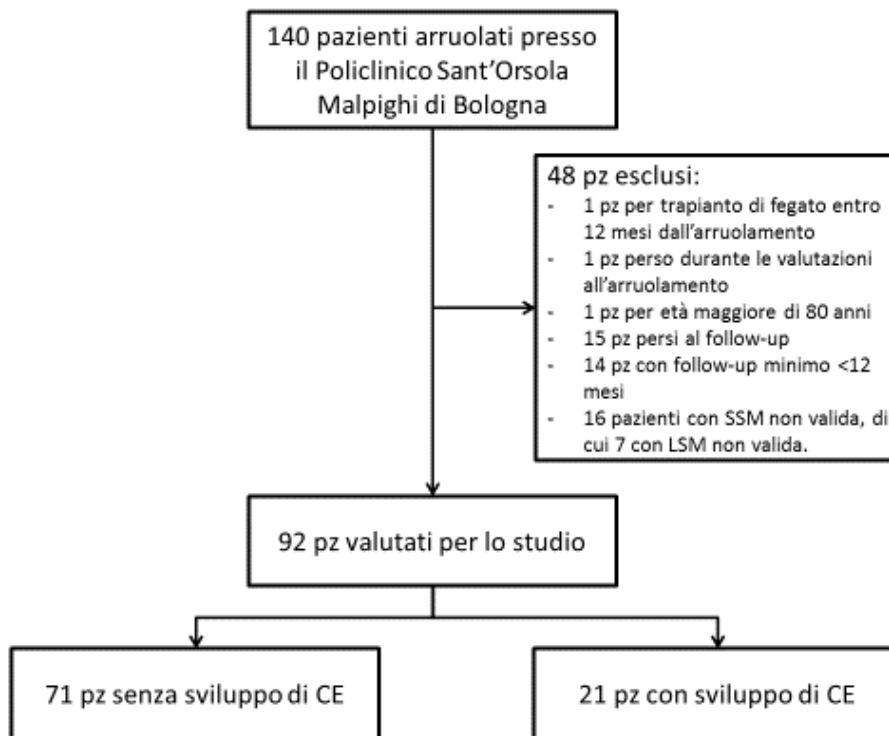 140 pazienti arruolati presso
il Policlinico Sant'Orsola
Malpighi di Bologna
48 pz esclusi:
- 1 pz per trapianto di fegato entro
12 mesi dall'arruolamento
- 1 pz perso durante le valutazioni
all'arruolamento
- 1 pz per età maggiore di 80 anni
- 15 pz persi al follow-up
- 14 pz con follow-up minimo <12
mesi
- 16 pazienti con SSM non valida, di
cui 7 con LSM non valida.
92 pz valutati per lo studio
71 pz senza sviluppo di CE
21 pz con sviluppo di CE